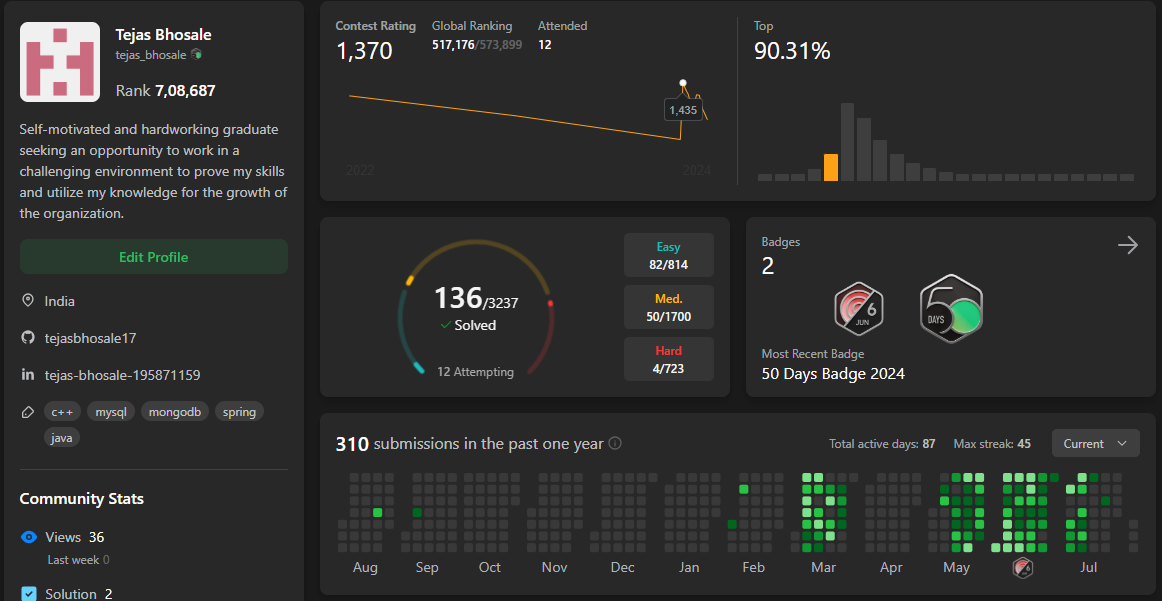 Tejas Bhosale
tejas_bhosale
Rank 7,08,687
Self-motivated and hardworking graduate
seeking an opportunity to work in a
challenging environment to prove my skills
and utilize my knowledge for the growth of
the organization.
Edit Profile
India
tejasbhosale17
tejas-bhosale-195871159
c++ mysql mongodb spring
java
Community Stats
Views 36
Last week 0
Solution 2
Contest Rating Global Ranking Attended
1,370 517,176/573,899 12
1,435
2022 2024
Top
90.31%
136/3237
Solved
12 Attempting
Easy
82/814
Med.
50/1700
Hard
4/723
Badges
2
6
JUN
50
DAYS
Most Recent Badge
50 Days Badge 2024
310 submissions in the past one year
Total active days: 87 Max streak: 45 Current
Aug Sep Oct Nov Dec Jan Feb Mar Apr May Jul